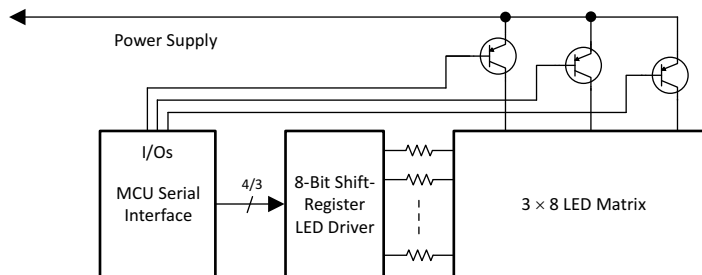 Power Supply
I/Os
MCU Serial
Interface
4/3
8-Bit Shift-
Register
LED Driver
3 × 8 LED Matrix